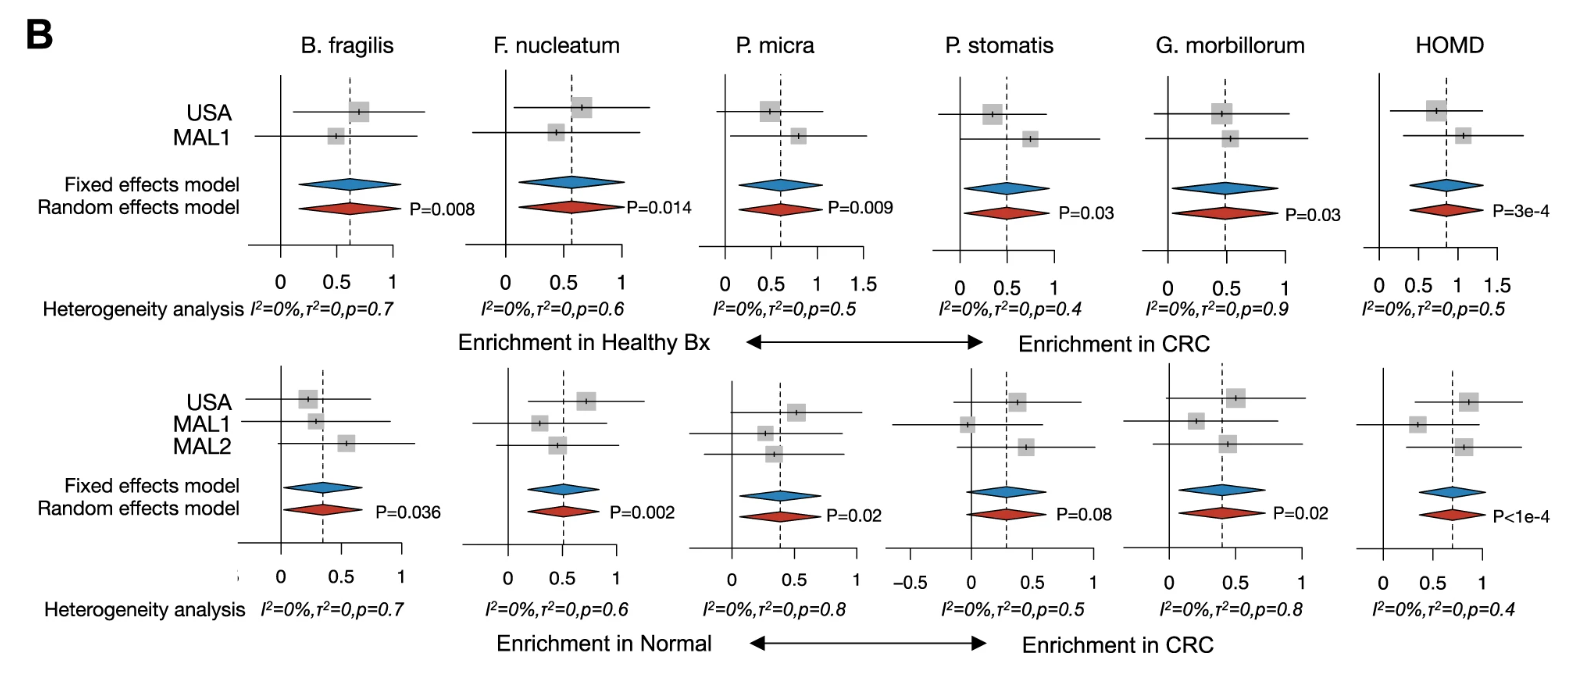 B
B. fragilis F. nucleatum P. micra P. stomatis G. morbillorum HOMD
USA
MAL1
Fixed effects model
Random effects model P=0.008 P=0.014 P=0.009 P=0.03 P=0.03 P=3e-4
0 0.5 1 0 0.5 1 0 0.5 1 1.5 0 0.5 1 0 0.5 1 0 0.5 1 1.5
Heterogeneity analysis I²=0%,τ²=0,p=0.7 I²=0%,τ²=0,p=0.6 I²=0%,τ²=0,p=0.5 I²=0%,τ²=0,p=0.4 I²=0%,τ²=0,p=0.9 I²=0%,τ²=0,p=0.5
Enrichment in Healthy Bx Enrichment in CRC
USA
MAL1
MAL2
Fixed effects model
Random effects model P=0.036 P=0.002 P=0.02 P=0.08 P=0.02 P<1e-4
0 0.5 1 0 0.5 1 0 0.5 1 −0.5 0 0.5 1 0 0.5 1 0 0.5 1
Heterogeneity analysis I²=0%,τ²=0,p=0.7 I²=0%,τ²=0,p=0.6 I²=0%,τ²=0,p=0.8 I²=0%,τ²=0,p=0.5 I²=0%,τ²=0,p=0.8 I²=0%,τ²=0,p=0.4
Enrichment in Normal Enrichment in CRC